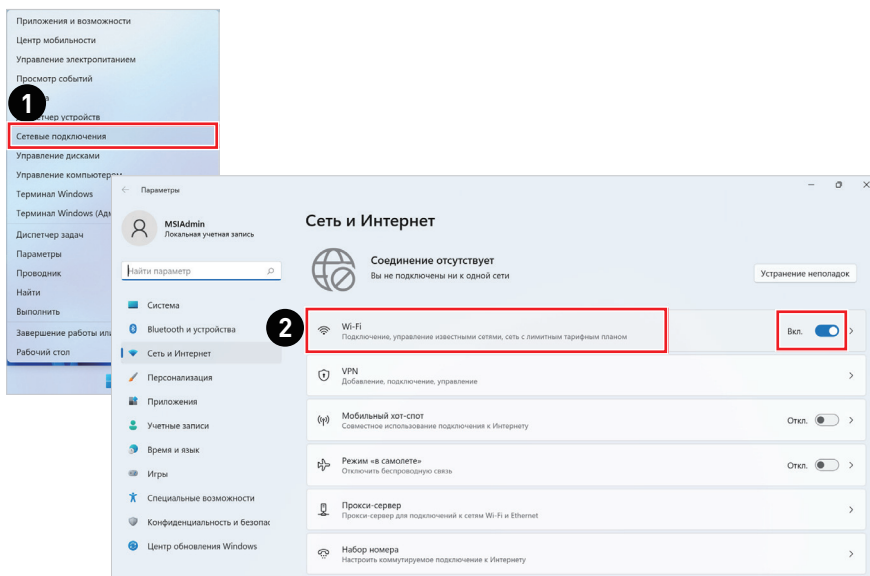 Приложения и возможности
Центр мобильности
Управление электропитанием
Просмотр событий
1
Сетевые подключения
Управление дисками
Управление компьютером
Терминал Windows
Терминал Windows
Диспетчер задач
Параметры
Проводник
Найти
Выполнить
Завершение работы
Рабочий стол
Параметры
MSIAdmin
Локальная учетная запись
Найти параметр
Система
Bluetooth и устройства
Сеть и Интернет
Персонализация
Приложения
Учетные записи
Время и язык
Игры
Специальные возможности
Конфиденциальность и безопас
Центр обновления Windows
Сеть и Интернет
Соединение отсутствует
Вы не подключены ни к одной сети
Устранение неполадок
2
Wi-Fi
Подключение, управление известными сетями, сеть с лимитным тарифным планом
Вкл.
VPN
Добавление, подключение, управление
Мобильный хот-спот
Совместное использование подключения к Интернету
Откл.
Режим «в самолете»
Отключить беспроводную связь
Откл.
Прокси-сервер
Прокси-сервер для подключений к сетям Wi-Fi и Ethernet
Набор номера
Настроить коммутируемое подключение к Интернету